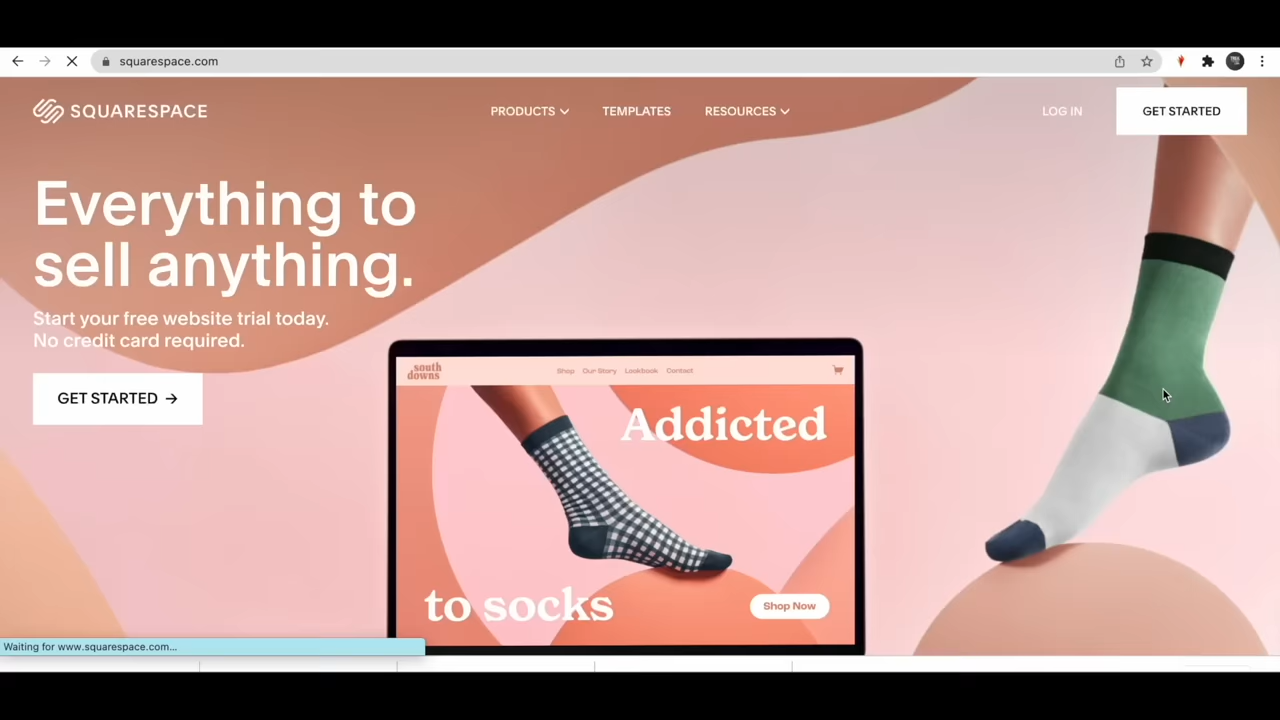 squarespace.com
SQUARESPACE
PRODUCTS
TEMPLATES
RESOURCES
LOG IN
GET STARTED
Everything to
sell anything.
Start your free website trial today.
No credit card required.
GET STARTED →
south
downs
Shop
Our Story
Lookbook
Contact
Addicted
to socks
Shop Now
Waiting for www.squarespace.com...